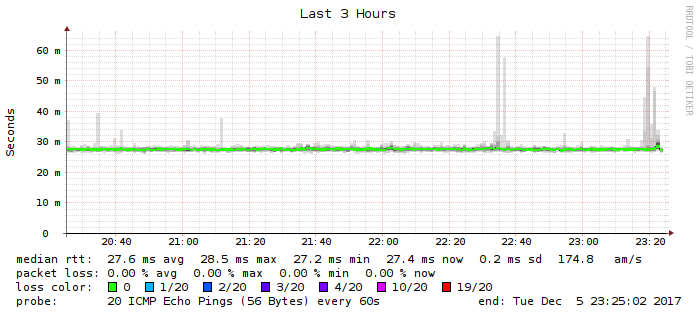 Last 3 Hours
RRDTOOL / TOBI OETIKER
Seconds
60 m
50 m
40 m
30 m
20 m
10 m
0
20:40 21:00 21:20 21:40 22:00 22:20 22:40 23:00 23:20
median rtt: 27.6 ms avg 28.5 ms max 27.2 ms min 27.4 ms now 0.2 ms sd 174.8 am/s
packet loss: 0.00 % avg 0.00 % max 0.00 % min 0.00 % now
loss color: 0 1/20 2/20 3/20 4/20 10/20 19/20
probe: 20 ICMP Echo Pings (56 Bytes) every 60s end: Tue Dec 5 23:25:02 2017